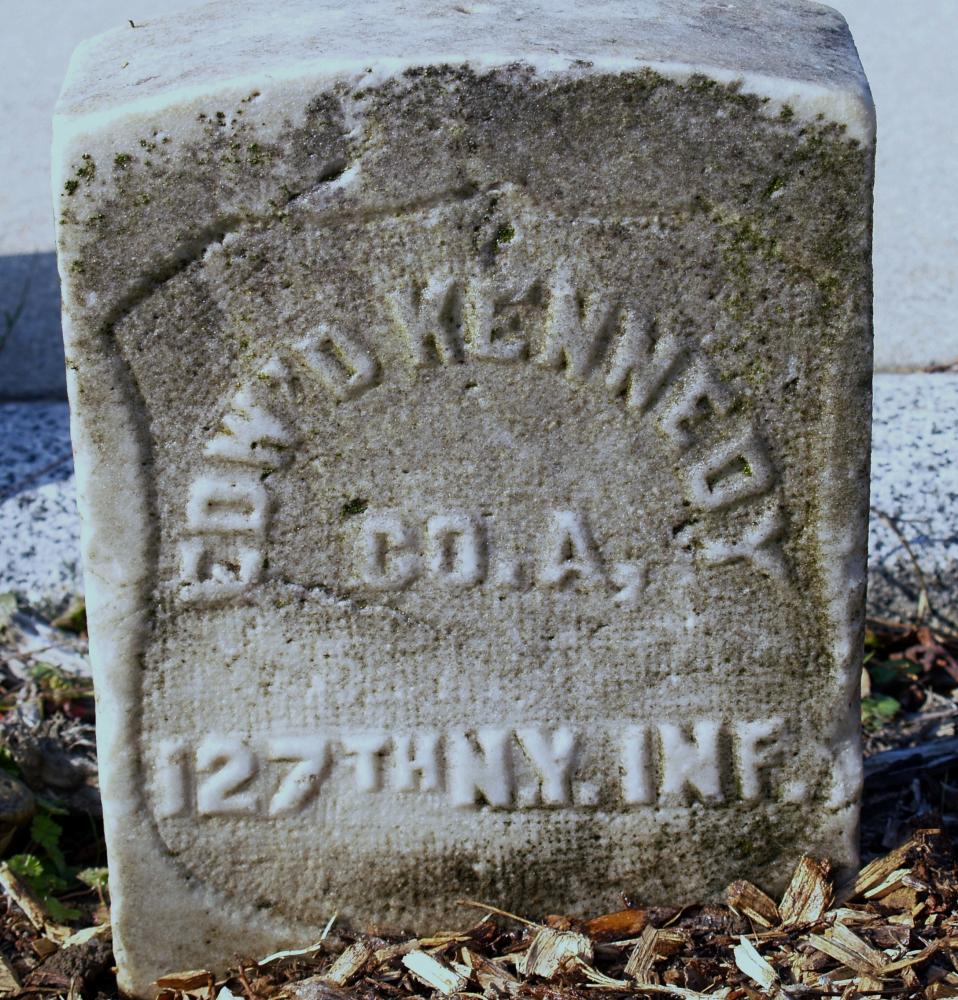 EDW'D KENNEDY
CO. A,
127TH N.Y. INF.